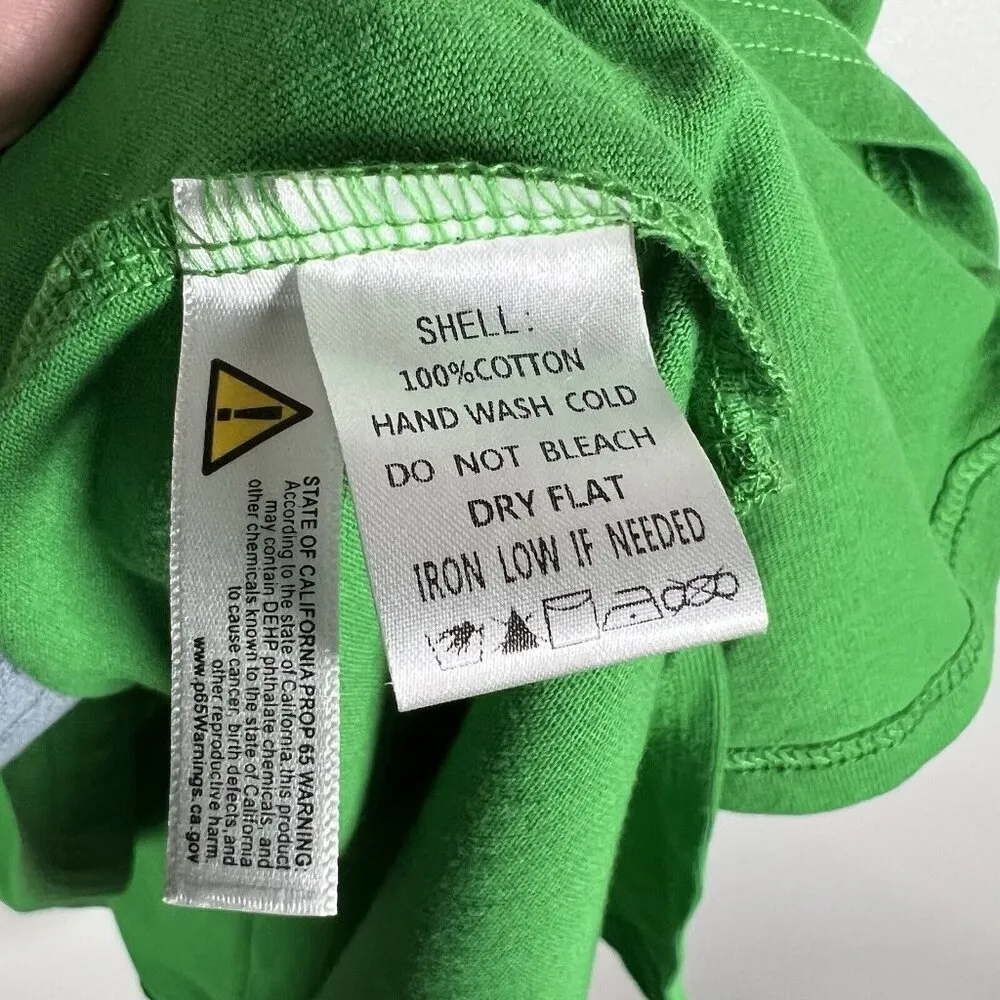 SHELL:
100%COTTON
HAND WASH COLD
DO NOT BLEACH
DRY FLAT
IRON LOW IF NEEDED
STATE OF CALIFORNIA PROP 65 WARNING:
According to the state of California, this product
may contain DEHP phthalate chemicals, and
other chemicals known to the state of California
to cause cancer, birth defects, and
other reproductive harm.
www.p65Warnings.ca.gov